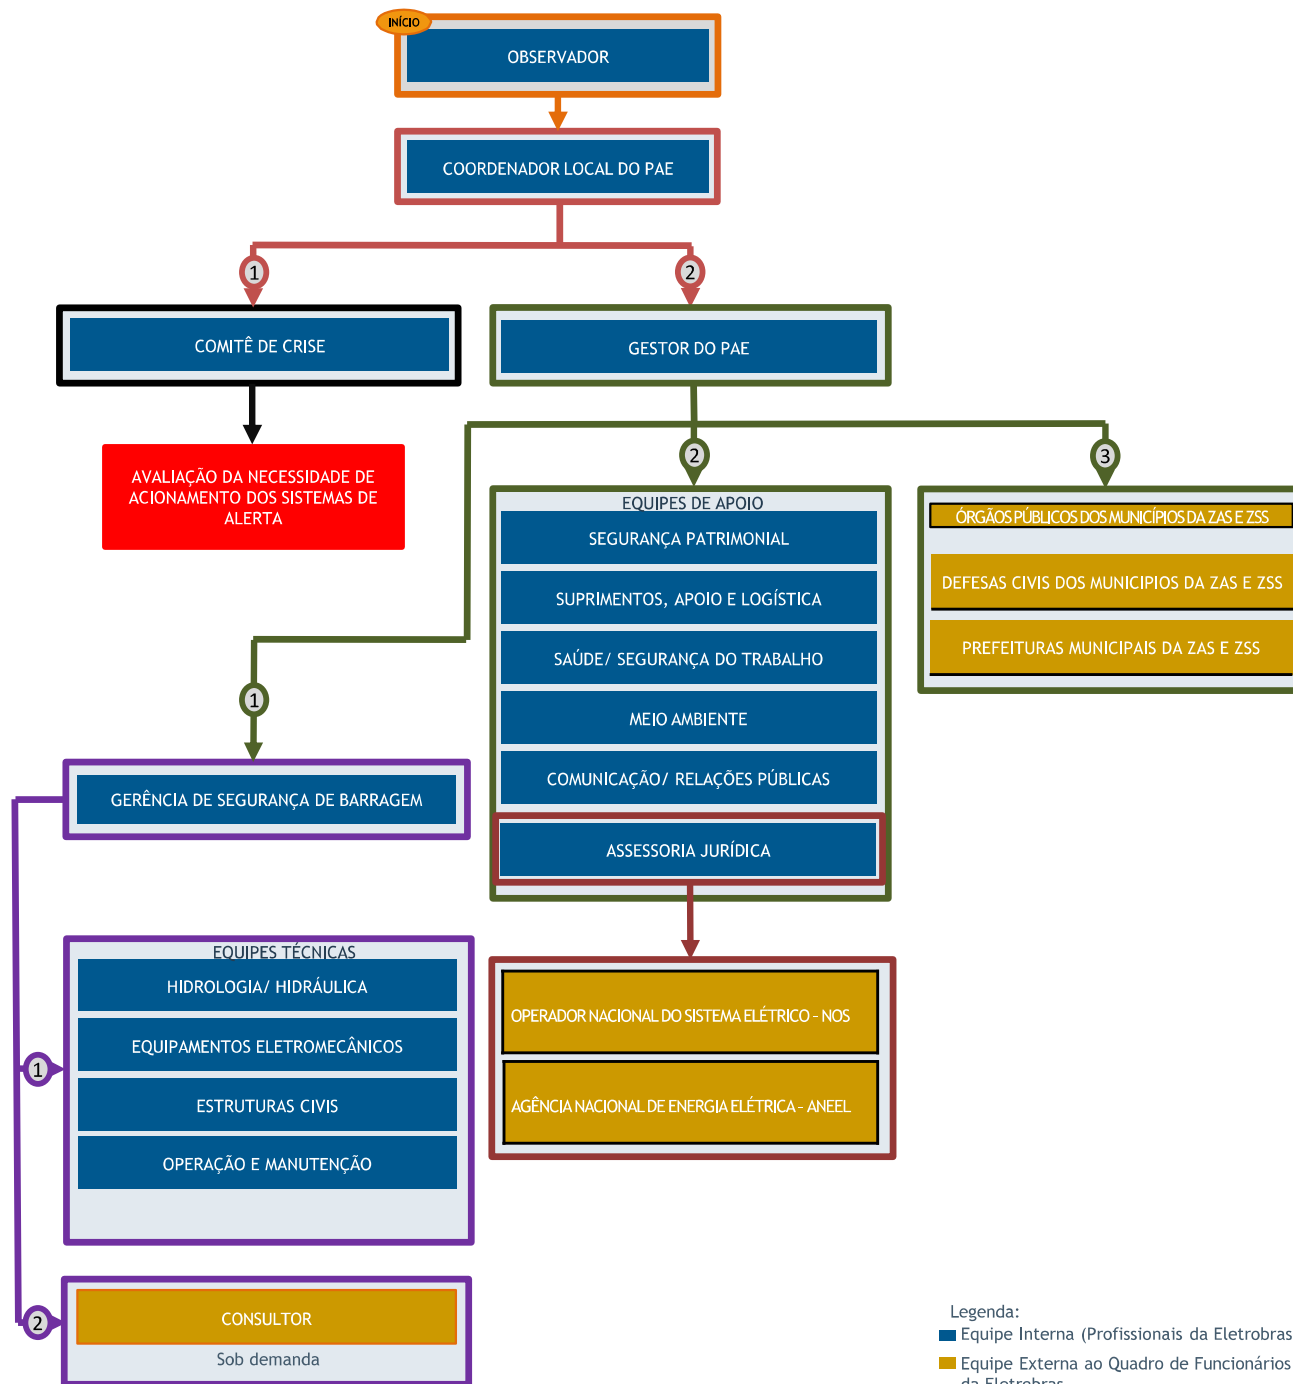 INÍCIO
OBSERVADOR
COORDENADOR LOCAL DO PAE
1
2
COMITÊ DE CRISE
GESTOR DO PAE
AVALIAÇÃO DA NECESSIDADE DE
ACIONAMENTO DOS SISTEMAS DE
ALERTA
2
3
EQUIPES DE APOIO
SEGURANÇA PATRIMONIAL
SUPRIMENTOS, APOIO E LOGÍSTICA
SAÚDE/ SEGURANÇA DO TRABALHO
MEIO AMBIENTE
COMUNICAÇÃO/ RELAÇÕES PÚBLICAS
ASSESSORIA JURÍDICA
ÓRGÃOS PÚBLICOS DOS MUNICÍPIOS DA ZAS E ZSS
DEFESAS CIVIS DOS MUNICIPIOS DA ZAS E ZSS
PREFEITURAS MUNICIPAIS DA ZAS E ZSS
1
GERÊNCIA DE SEGURANÇA DE BARRAGEM
EQUIPES TÉCNICAS
HIDROLOGIA/ HIDRÁULICA
EQUIPAMENTOS ELETROMECÂNICOS
1
ESTRUTURAS CIVIS
OPERAÇÃO E MANUTENÇÃO
OPERADOR NACIONAL DO SISTEMA ELÉTRICO – NOS
AGÊNCIA NACIONAL DE ENERGIA ELÉTRICA – ANEEL
2
CONSULTOR
Sob demanda
Legenda:
Equipe Interna (Profissionais da Eletrobras
Equipe Externa ao Quadro de Funcionários
da Eletrobras